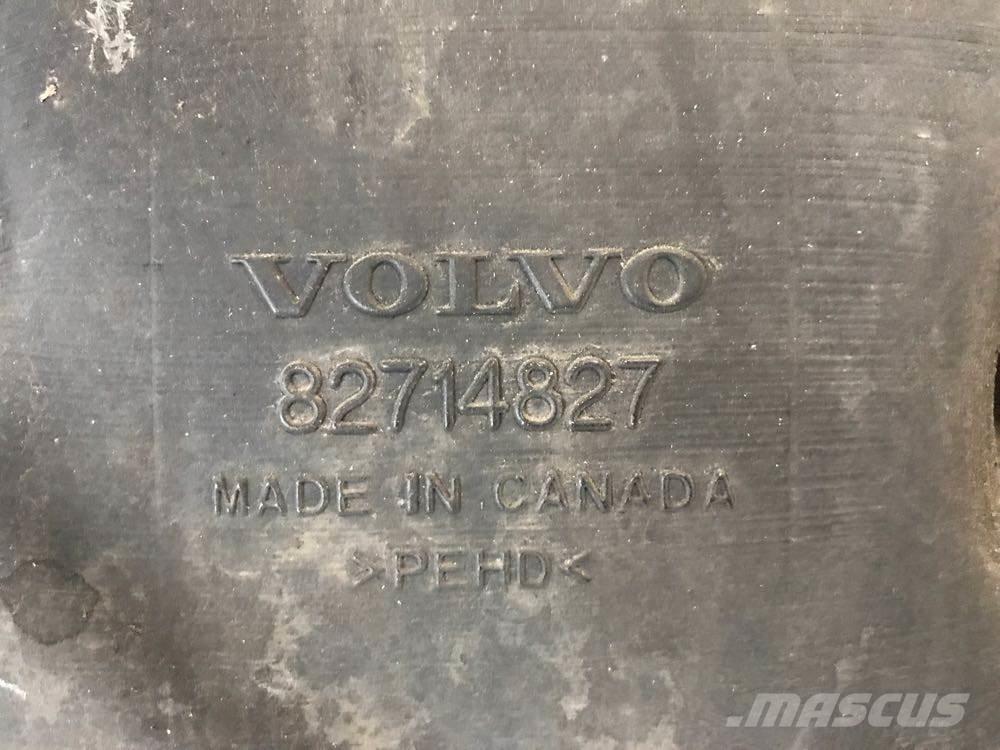 VOLVO
82714827
MADE IN CANADA
>PEHD<
.MASCUS